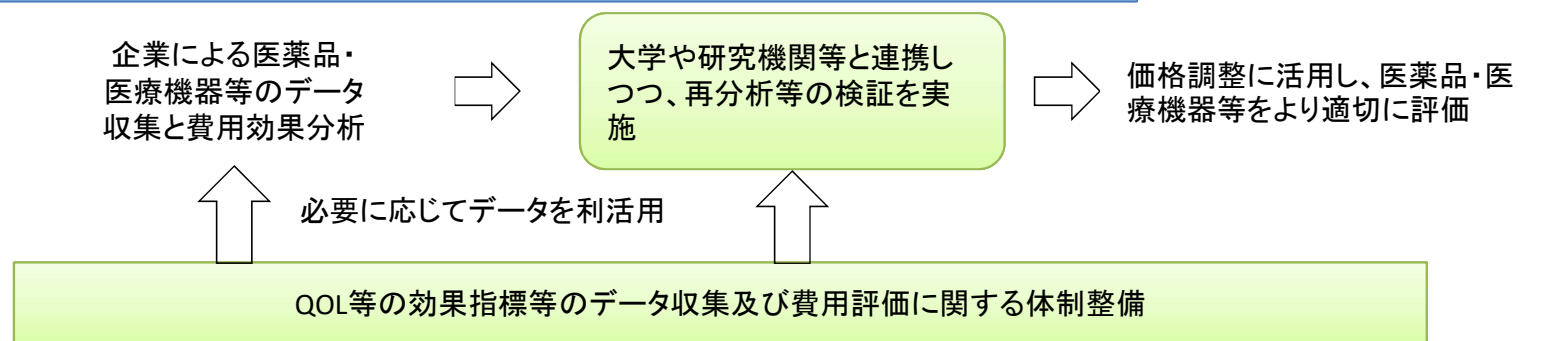 企業による医薬品・
医療機器等のデータ
収集と費用効果分析
大学や研究機関等と連携し
つつ、再分析等の検証を実
施
価格調整に活用し、医薬品・医
療機器等をより適切に評価
必要に応じてデータを利活用
QOL等の効果指標等のデータ収集及び費用評価に関する体制整備